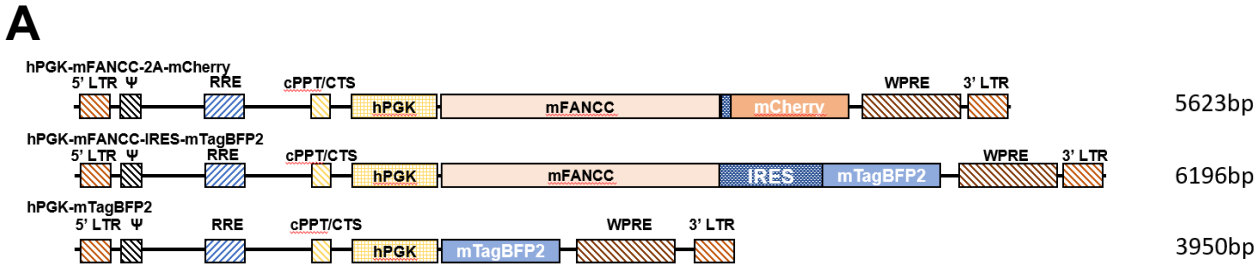 A
hPGK-mFANCC-2A-mCherry
5' LTR Ψ RRE cPPT/CTS WPRE 3' LTR
hPGK mFANCC mCherry 5623bp
hPGK-mFANCC-IRES-mTagBFP2
5' LTR Ψ RRE cPPT/CTS WPRE 3' LTR
hPGK mFANCC IRES mTagBFP2 6196bp
hPGK-mTagBFP2
5' LTR Ψ RRE cPPT/CTS WPRE 3' LTR
hPGK mTagBFP2 3950bp